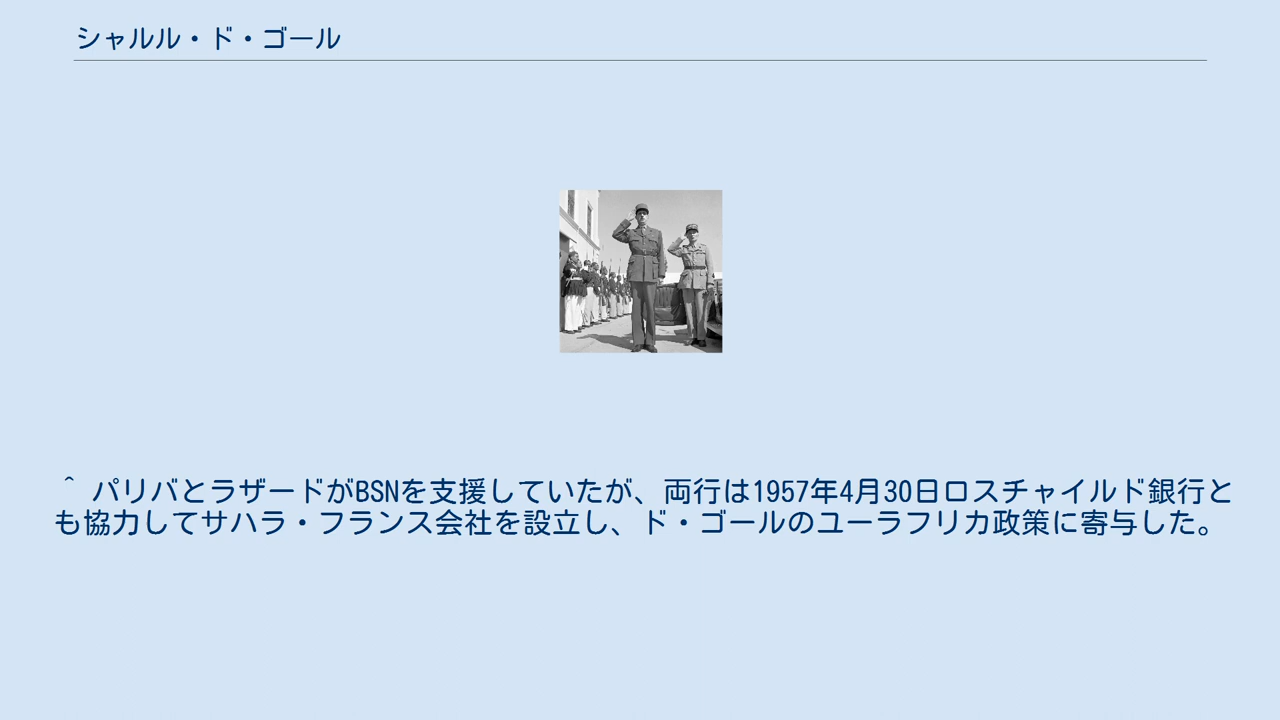 シャルル・ド・ゴール
^ パリバとラザードがBSNを支援していたが、両行は1957年4月30日ロスチャイルド銀行と
も協力してサハラ・フランス会社を設立し、ド・ゴールのユーラフリカ政策に寄与した。